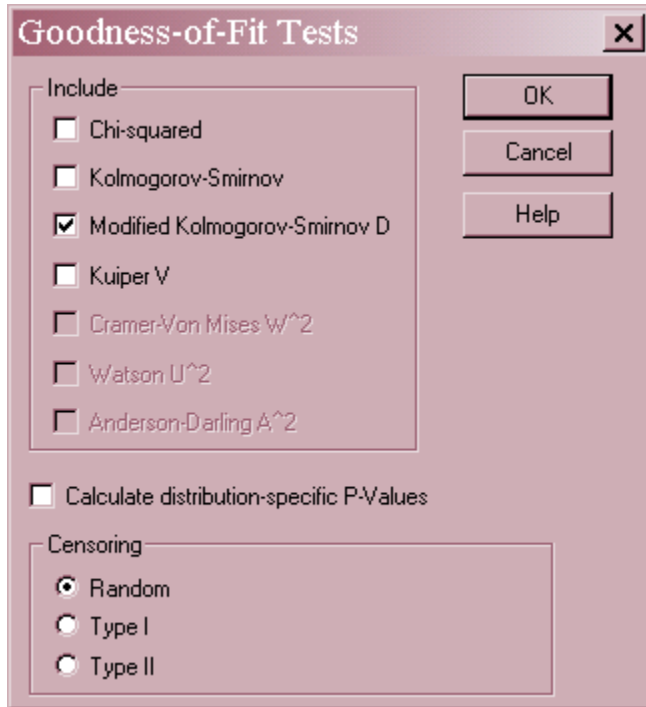 Goodness-of-Fit Tests
Include
Chi-squared
Kolmogorov-Smirnov
Modified Kolmogorov-Smirnov D
Kuiper V
Cramer-Von Mises W^2
Watson U^2
Anderson-Darling A^2
OK
Cancel
Help
Calculate distribution-specific P-Values
Censoring
Random
Type I
Type II